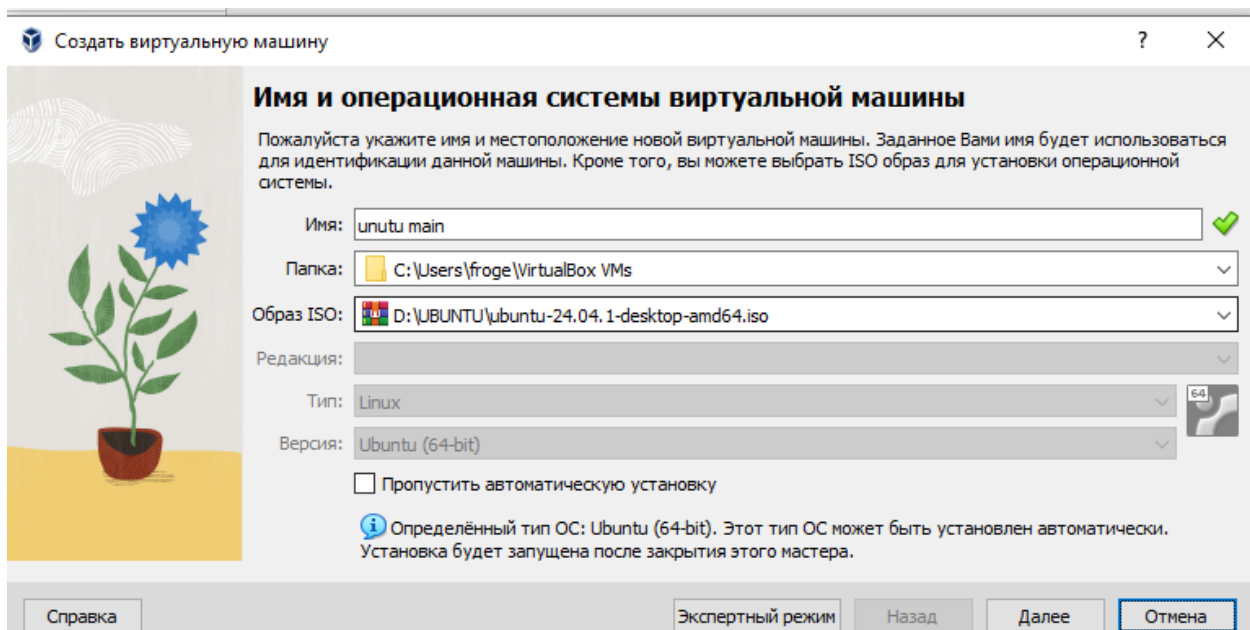 Создать виртуальную машину
?
Имя и операционная системы виртуальной машины
Пожалуйста укажите имя и местоположение новой виртуальной машины. Заданное Вами имя будет использоваться
для идентификации данной машины. Кроме того, вы можете выбрать ISO образ для установки операционной
системы.
Имя: unutu main
Папка: C:\Users\froge\VirtualBox VMs
Образ ISO: D:\UBUNTU\ubuntu-24.04.1-desktop-amd64.iso
Редакция:
Тип: Linux
64
Версия: Ubuntu (64-bit)
Пропустить автоматическую установку
Определённый тип ОС: Ubuntu (64-bit). Этот тип ОС может быть установлен автоматически.
Установка будет запущена после закрытия этого мастера.
Справка Экспертный режим Назад Далее Отмена